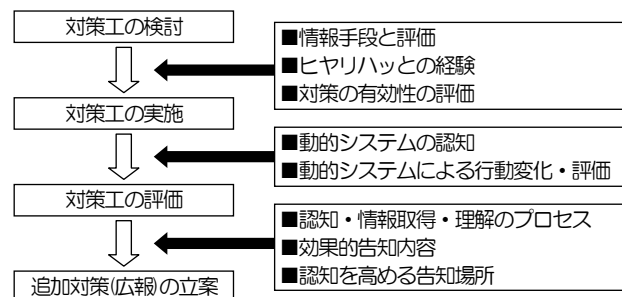 対策工の検討
■情報手段と評価
■ヒヤリハッとの経験
■対策の有効性の評価
対策工の実施
■動的システムの認知
■動的システムによる行動変化・評価
対策工の評価
■認知・情報取得・理解のプロセス
■効果的告知内容
■認知を高める告知場所
追加対策(広報)の立案